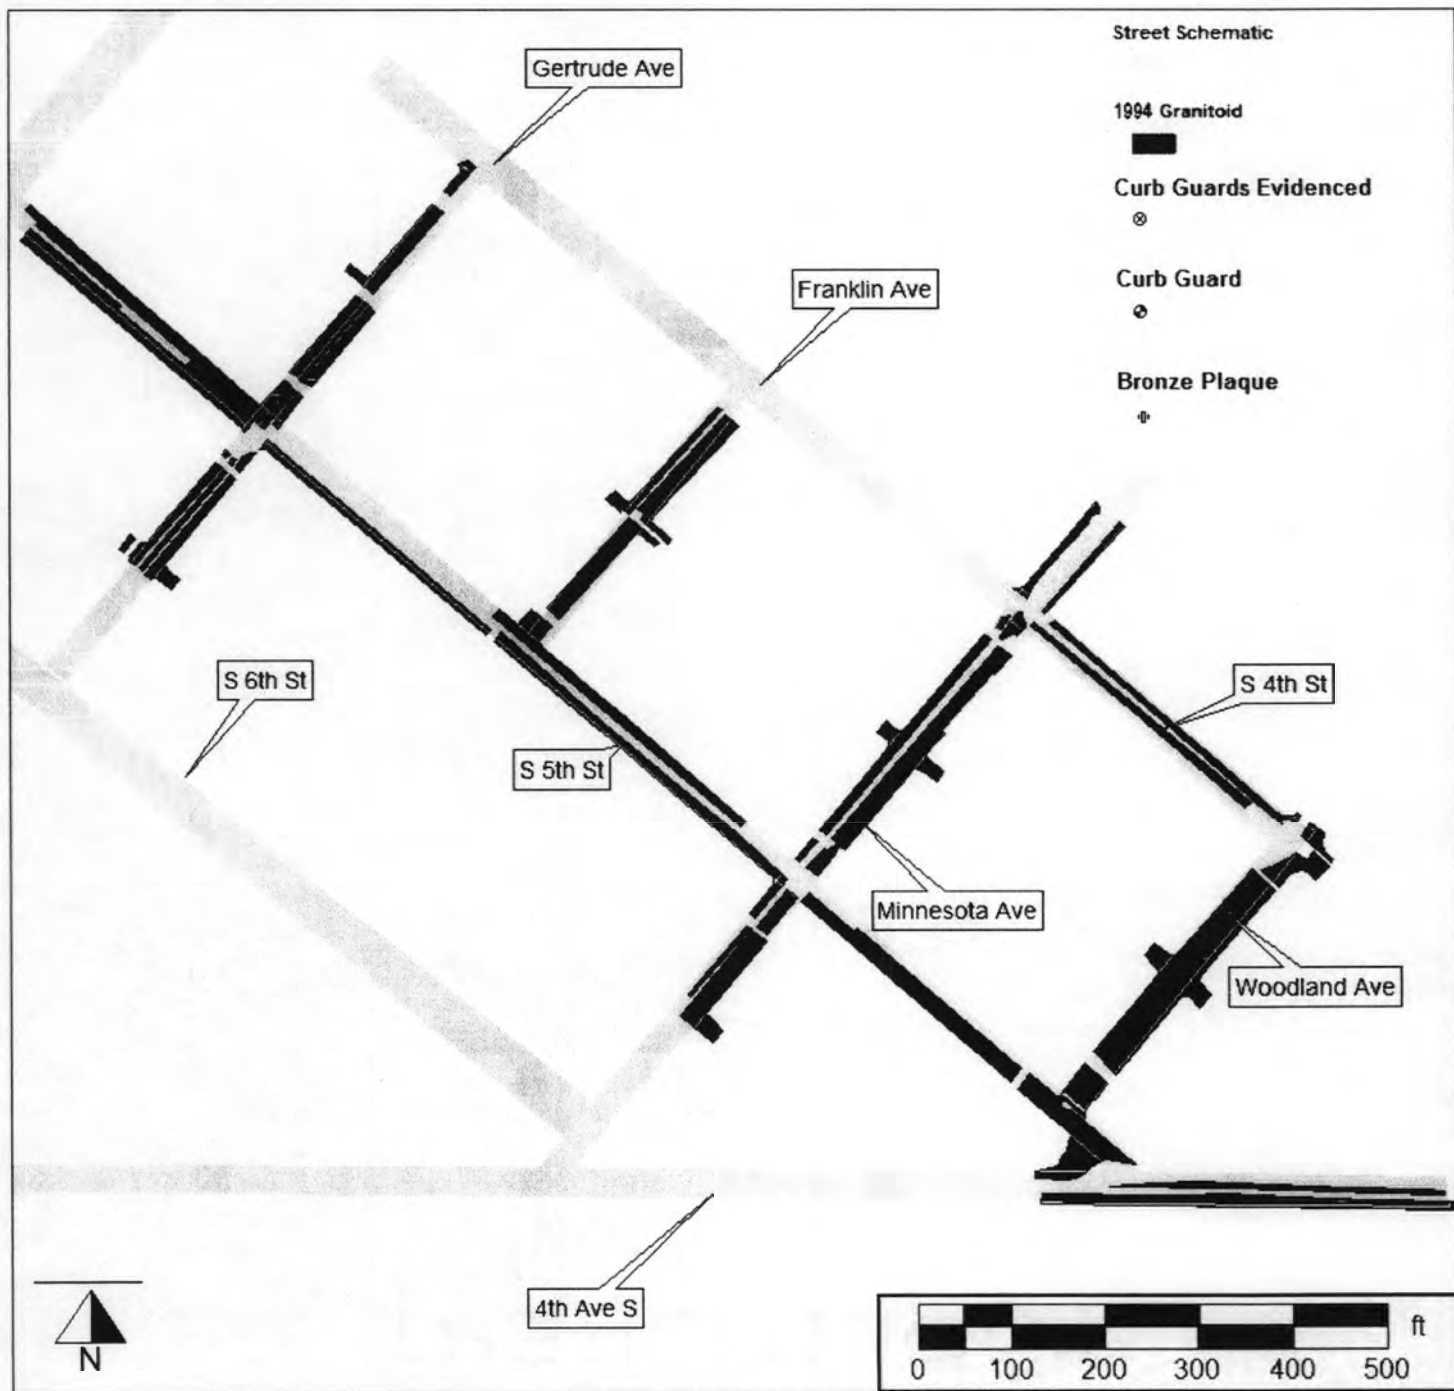 Street Schematic
Gertrude Ave
1994 Granitoid
Curb Guards Evidenced
Franklin Ave
Curb Guard
Bronze Plaque
S 6th St
S 4th St
S 5th St
Minnesota Ave
Woodland Ave
4th Ave S
N
ft
0 100 200 300 400 500